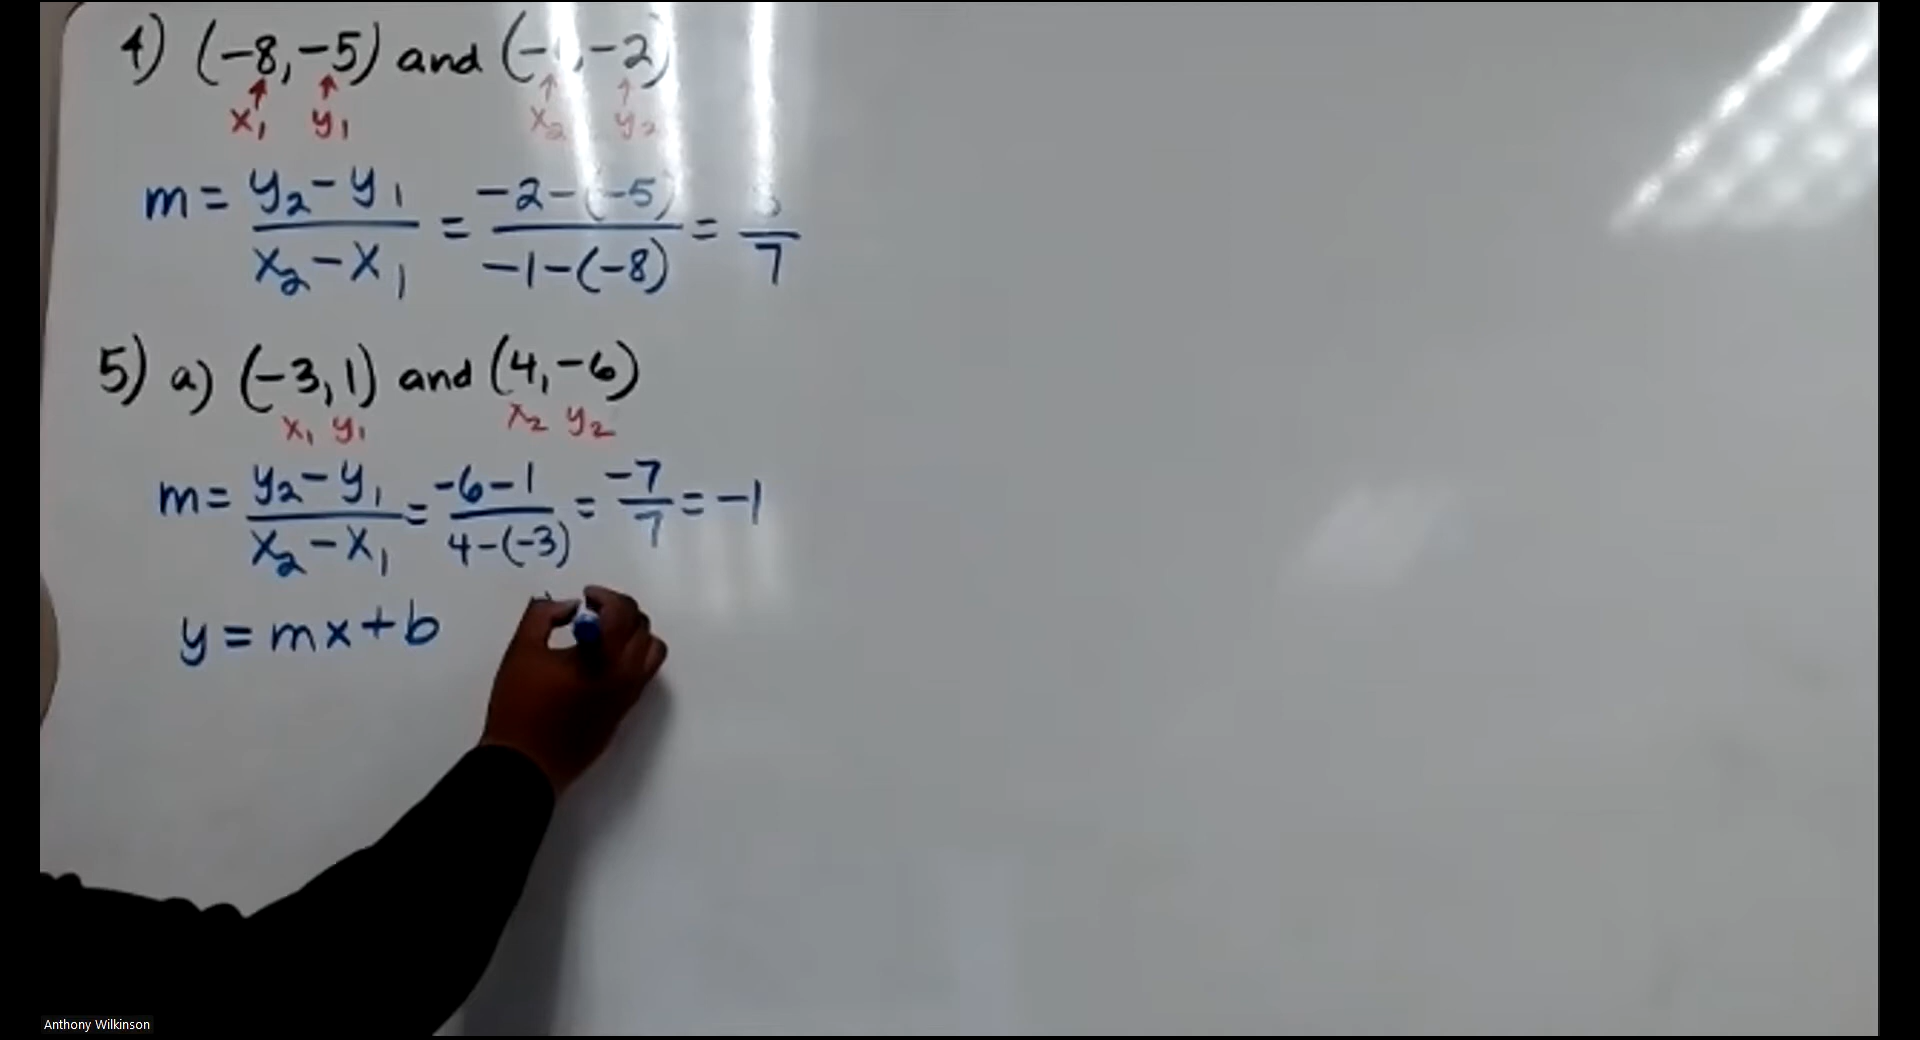 4) (-8, -5) and (-, -2)
x₁ y₁ x₂ y₂
m = y₂ - y₁ / x₂ - x₁ = -2 - (-5) / -1 - (-8) = / 7
5) a) (-3, 1) and (4, -6)
x₁ y₁ x₂ y₂
m = y₂ - y₁ / x₂ - x₁ = -6 - 1 / 4 - (-3) = -7 / 7 = -1
y = mx + b
Anthony Wilkinson